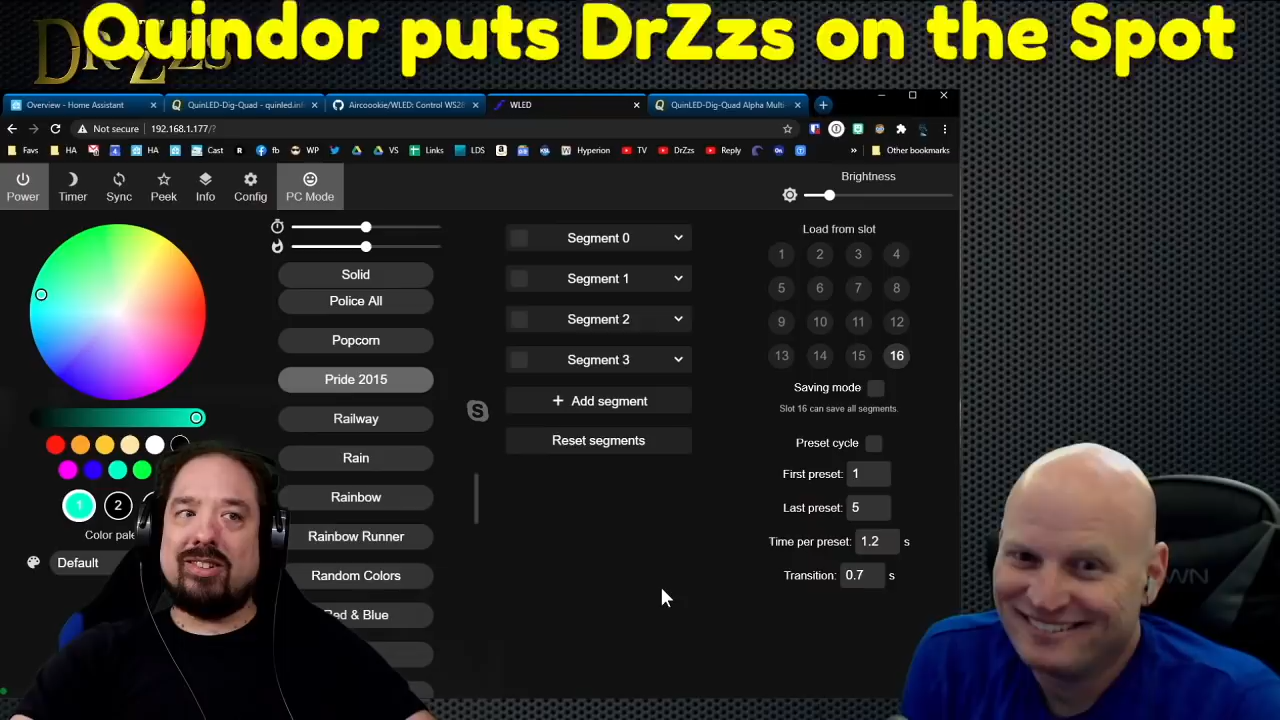 Quindor puts DrZzs on the Spot
DRZZS
Overview - Home Assistant
QuinLED-Dig-Quad - quinled.inf
Aircoookie/WLED: Control WS28
WLED
QuinLED-Dig-Quad Alpha Multi
Not secure
192.168.1.177/?
Favs
HA
HA
Cast
fb
WP
VS
Links
LDS
Hyperion
TV
DrZzs
Reply
Other bookmarks
Power
Timer
Sync
Peek
Info
Config
PC Mode
Brightness
Solid
Police All
Popcorn
Pride 2015
Railway
Rain
Rainbow
Rainbow Runner
Random Colors
Red & Blue
1
2
Color pale
Default
Segment 0
Segment 1
Segment 2
Segment 3
+ Add segment
Reset segments
Load from slot
1 2 3 4
5 6 7 8
9 10 11 12
13 14 15 16
Saving mode
Slot 16 can save all segments.
Preset cycle
First preset: 1
Last preset: 5
Time per preset: 1.2 s
Transition: 0.7 s